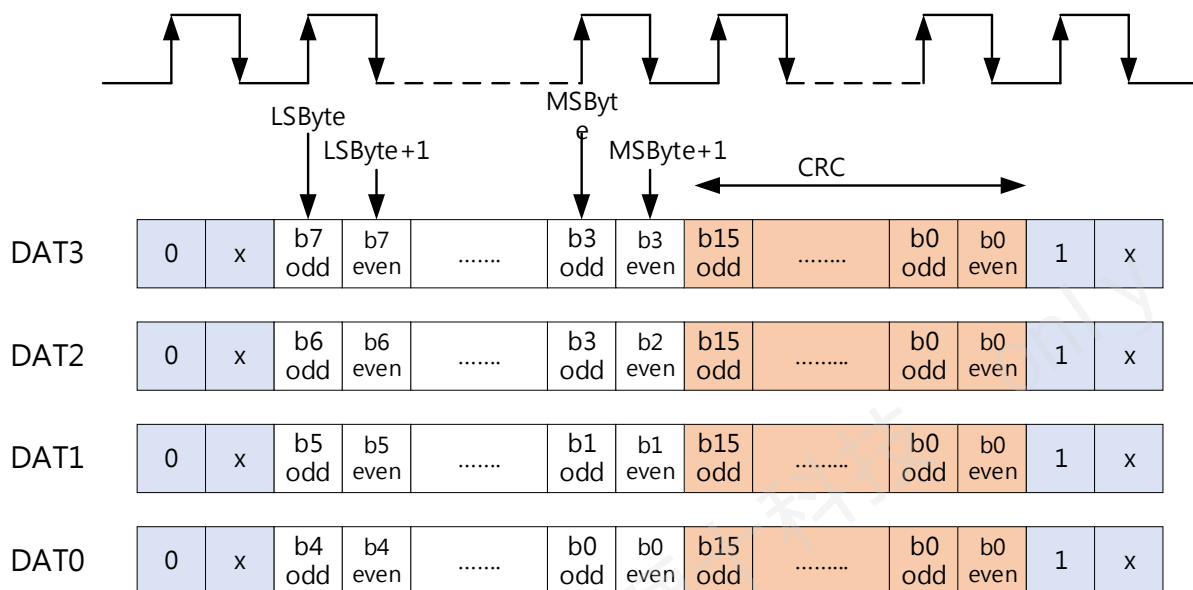 LSByte
MSByt
e
LSByte+1
MSByte+1
CRC
DAT3 0 x b7 odd b7 even ....... b3 odd b3 even b15 odd ........ b0 odd b0 even 1 x
DAT2 0 x b6 odd b6 even ....... b3 odd b2 even b15 odd ......... b0 odd b0 even 1 x
DAT1 0 x b5 odd b5 even ....... b1 odd b1 even b15 odd ......... b0 odd b0 even 1 x
DAT0 0 x b4 odd b4 even ....... b0 odd b0 even b15 odd ......... b0 odd b0 even 1 x
only
科技